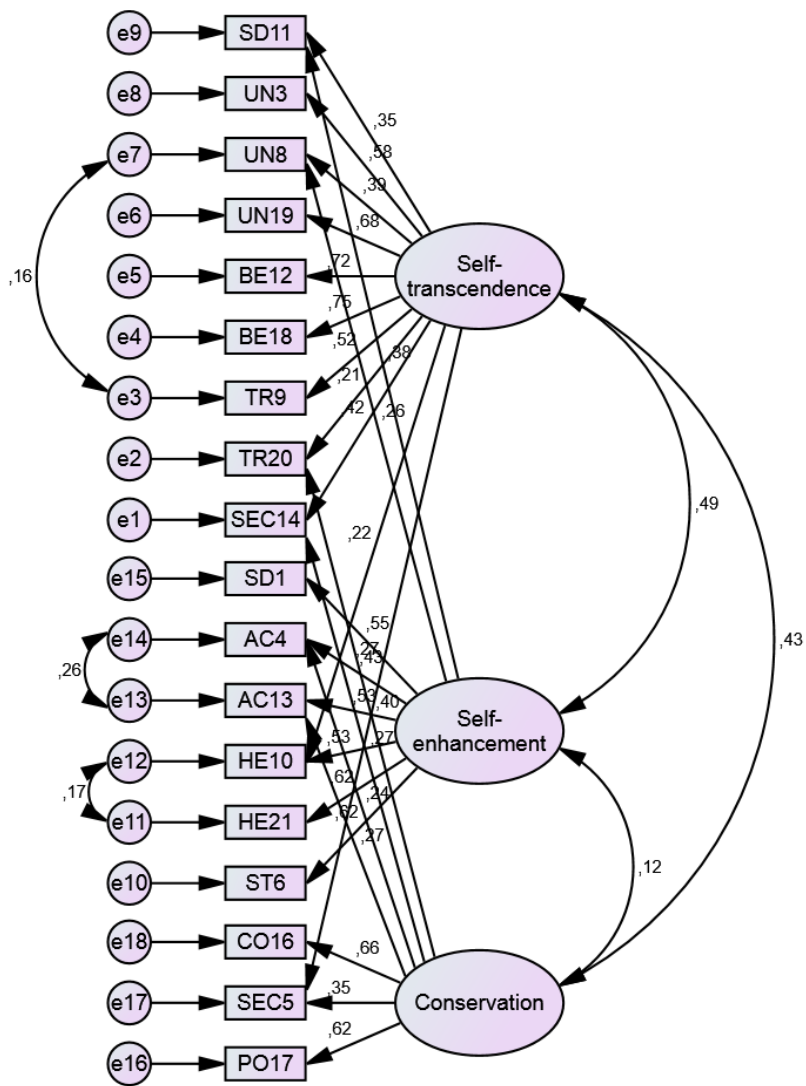 e9 SD11
e8 UN3
,35
,58
e7 UN8
,39
e6 UN19
,68
Self-
transcendence
e5 BE12
,72
,16
,75
e4 BE18
,52
,38
,21
e3 TR9
,42
,26
e2 TR20
,49
e1 SEC14
,22
e15 SD1
,55
e14 AC4
,27
,43
,43
,26
e13 AC13
,53
,40
Self-
enhancement
,53
,27
e12 HE10
,62
,17
,24
e11 HE21
,62
,27
e10 ST6
,12
e18 CO16
,66
e17 SEC5
,35
Conservation
,62
e16 PO17